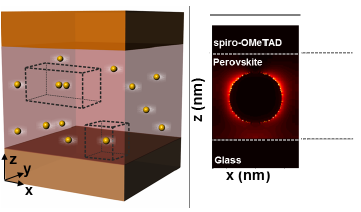 z
y
x
spiro-OMeTAD
Perovskite
Glass
z (nm)
x (nm)